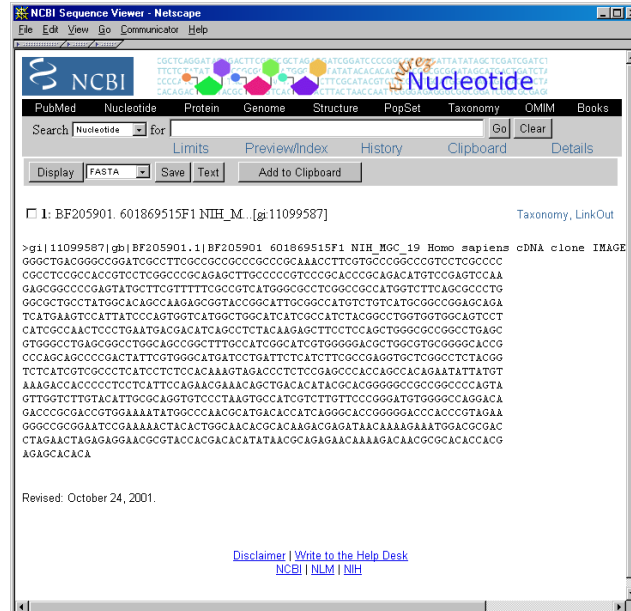 NCBI Sequence Viewer - Netscape
File Edit View Go Communicator Help
NCBI
Entrez
Nucleotide
PubMed Nucleotide Protein Genome Structure PopSet Taxonomy OMIM Books
Search Nucleotide for Go Clear
Limits Preview/Index History Clipboard Details
Display FASTA Save Text Add to Clipboard
1: BF205901. 601869515F1 NIH_M...[gi:11099587] Taxonomy, LinkOut
>gi|11099587|gb|BF205901.1|BF205901 601869515F1 NIH_MGC_19 Homo sapiens cDNA clone IMAGE
GGGCTGACGGGCCGGATCGCCTTCGCCGCCGCCCGCCCGCAAACCTTCGTGCCCGGCCCGTCCTCGCCCC
CGCCTCCGCCACCGTCCTCGGCCCGCAGAGCTTGCCCCCGTCCCGCACCCGCAGACATGTCCGAGTCCAA
GAGCGGCCCCGAGTATGCTTCGTTTTTCGCCGTCATGGGCGCCTCGGCCGCCATGGTCTTCAGCGCCCTG
GGCGCTGCCTATGGCACAGCCAAGAGCGGTACCGGCATTGCGGCCATGTCTGTCATGCGGCCGGAGCAGA
TCATGAAGTCCATTATCCCAGTGGTCATGGCTGGCATCATCGCCATCTACGGCCTGGTGGTGGCAGTCCT
CATCGCCAACTCCCTGAATGACGACATCAGCCTCTACAAGAGCTTCCTCCAGCTGGGCGCCGGCCTGAGC
GTGGGCCTGAGCGGCCTGGCAGCCGGCTTTGCCATCGGCATCGTGGGGGACGCTGGCGTGCGGGGCACCG
CCCAGCAGCCCCGACTATTCGTGGGCATGATCCTGATTCTCATCTTCGCCGAGGTGCTCGGCCTCTACGG
TCTCATCGTCGCCCTCATCCTCTCCACAAAGTAGACCCTCTCCGAGCCCACCAGCCACAGAATATTATGT
AAAGACCACCCCCTCCTCATTCCAGAACGAAACAGCTGACACATACGCACGGGGGCCGCCGGCCCCAGTA
GTTGGTCTTGTACATTGCGCAGGTGTCCCTAAGTGCCATCGTCTTGTTCCCGGGATGTGGGGCCAGGACA
GACCCGCGACCGTGGAAAATATGGCCCAACGCATGACACCATCAGGGCACCGGGGGACCCACCCGTAGAA
GGGCCGCGGAATCCGAAAAACTACACTGGCAACACGCACAAGACGAGATAACAAAAGAAATGGACGCGAC
CTAGAACTAGAGAGGAACGCGTACCACGACACATATAACGCAGAGAACAAAAGACAACGCGCACACCACG
AGAGCACACA
Revised: October 24, 2001.
Disclaimer | Write to the Help Desk
NCBI | NLM | NIH